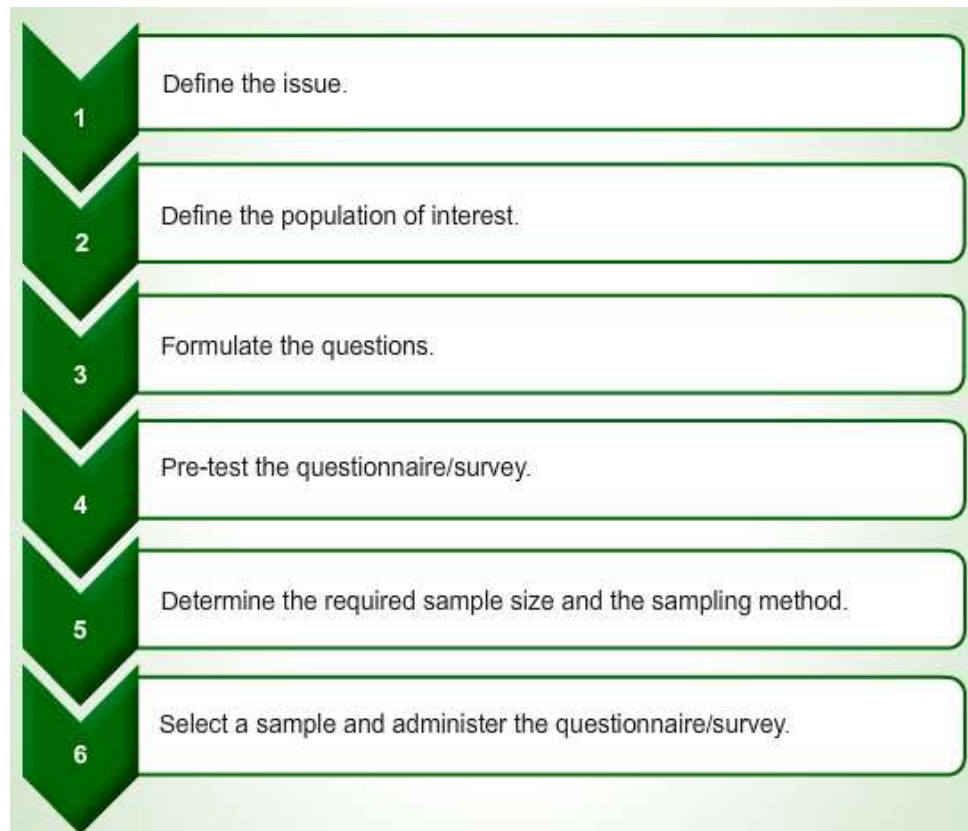 1
Define the issue.
2
Define the population of interest.
3
Formulate the questions.
4
Pre-test the questionnaire/survey.
5
Determine the required sample size and the sampling method.
6
Select a sample and administer the questionnaire/survey.